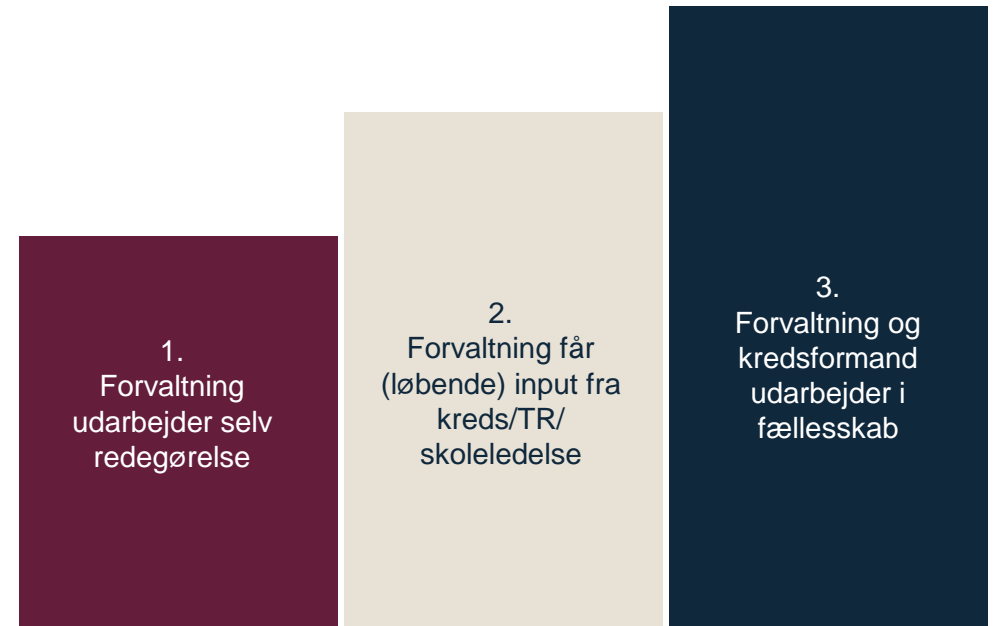 1.
Forvaltning
udarbejder selv
redegørelse
2.
Forvaltning får
(løbende) input fra
kreds/TR/
skoleledelse
3.
Forvaltning og
kredsformand
udarbejder i
fællesskab